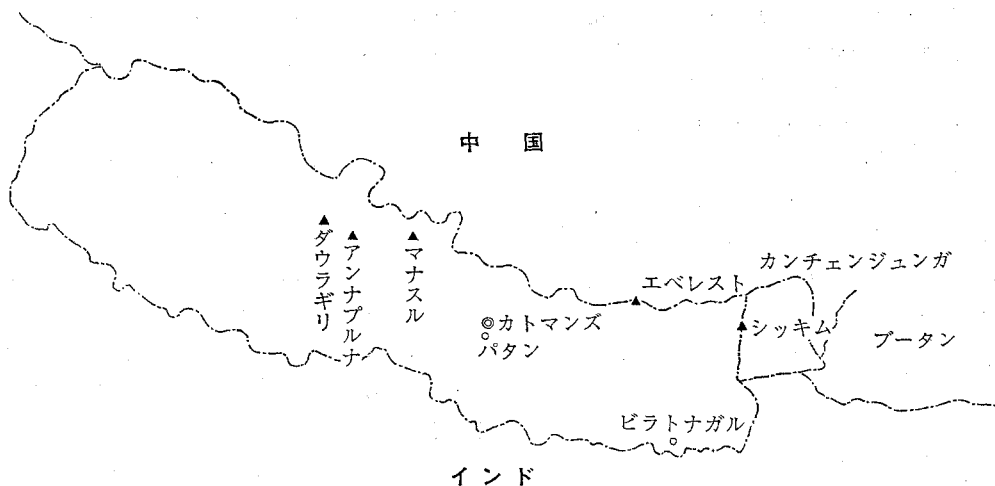 中国
ダウラギリ
アンナプルナ
マナスル
エベレスト
カンチェンジュンガ
カトマンズ
パタン
シッキム
ブータン
ビラトナガル
インド